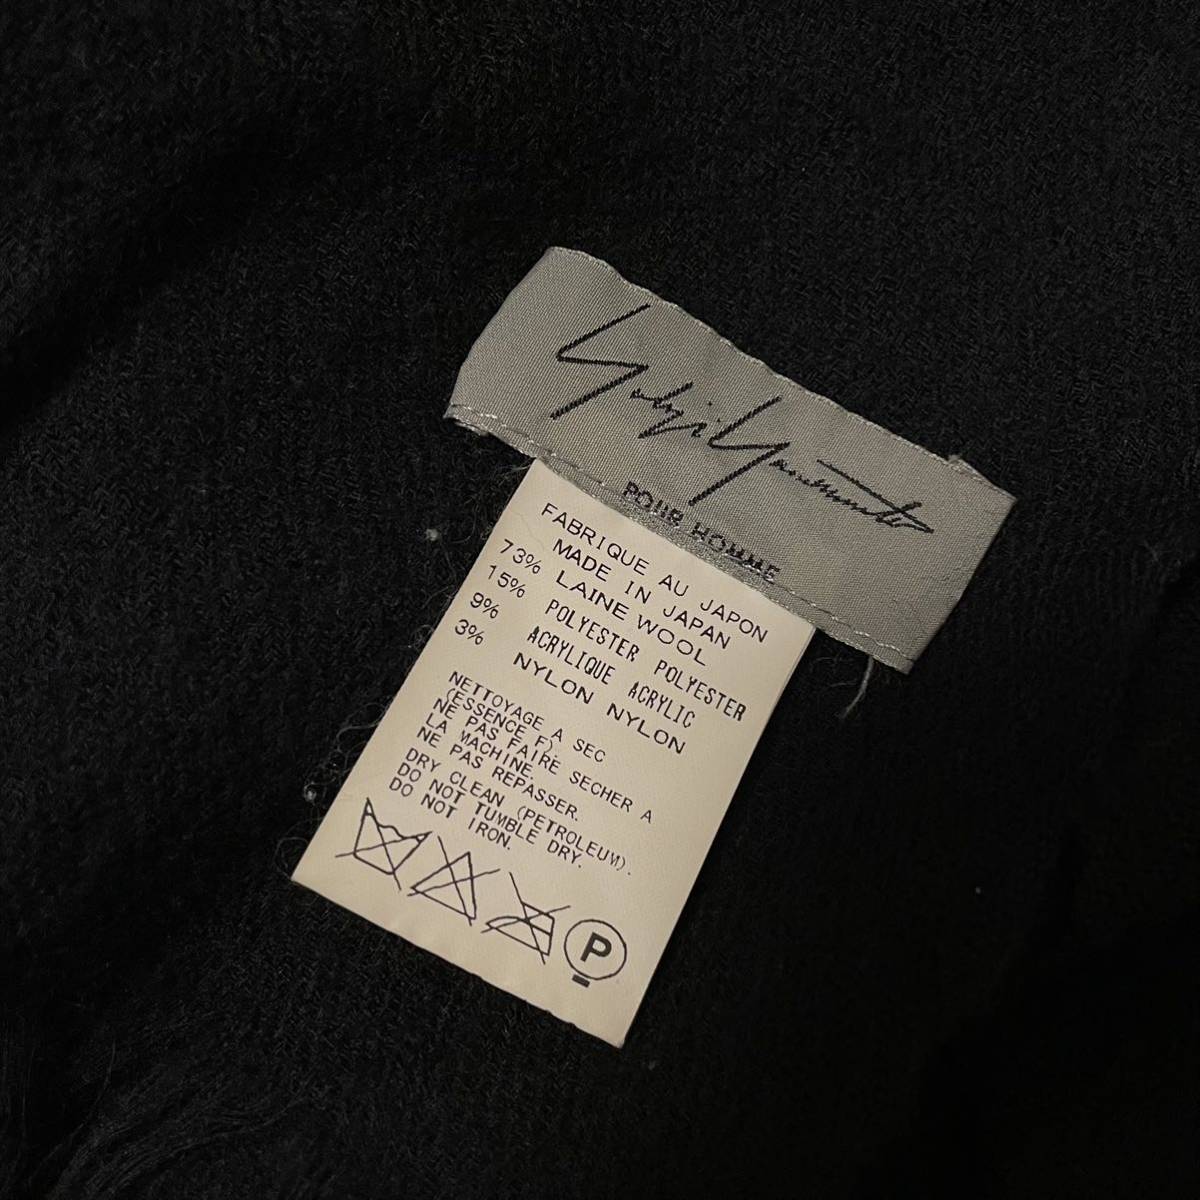 Yohji Yamamoto
POUR HOMME
FABRIQUE AU JAPON
MADE IN JAPAN
73% LAINE WOOL
15% POLYESTER POLYESTER
9% ACRYLIQUE ACRYLIC
3% NYLON NYLON
NETTOYAGE A SEC
(ESSENCE F).
NE PAS FAIRE SECHER A
LA MACHINE.
NE PAS REPASSER.
DRY CLEAN (PETROLEUM).
DO NOT TUMBLE DRY.
DO NOT IRON.
P